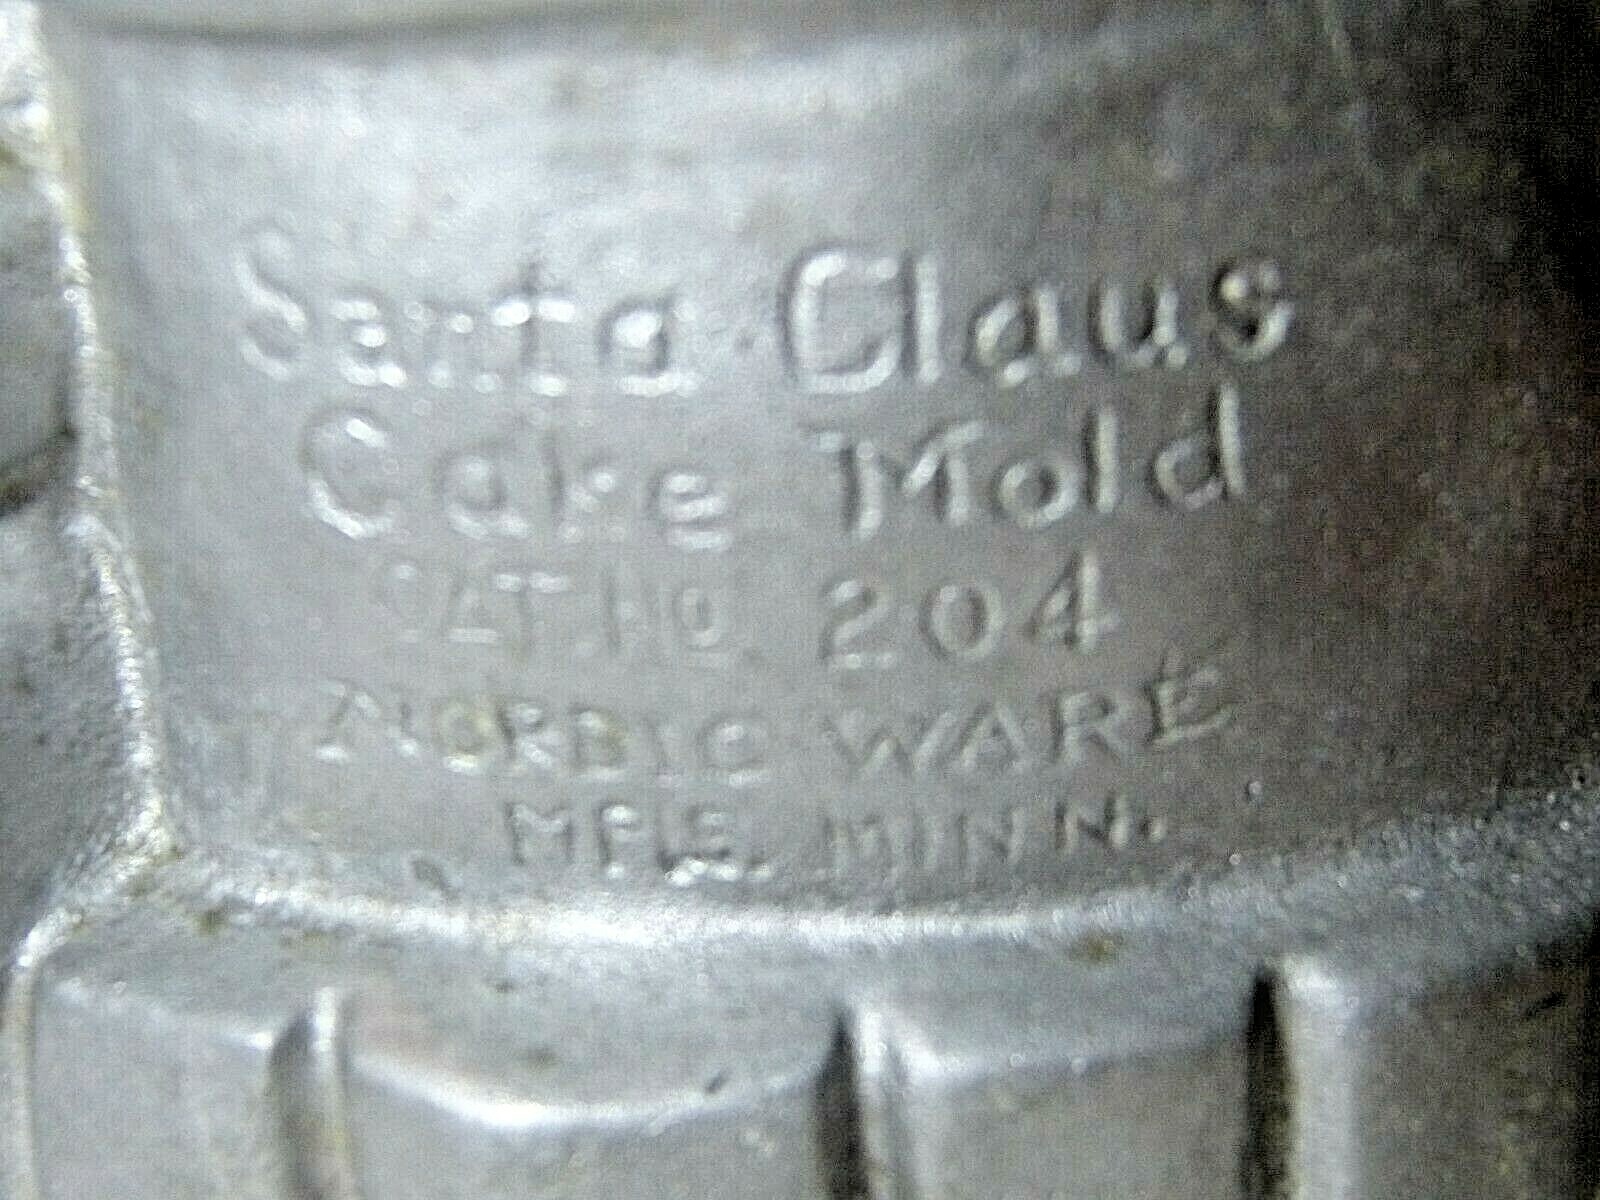 Santa Claus
Cake Mold
CAT. NO. 204
NORDIC WARE
MPLS. MINN.